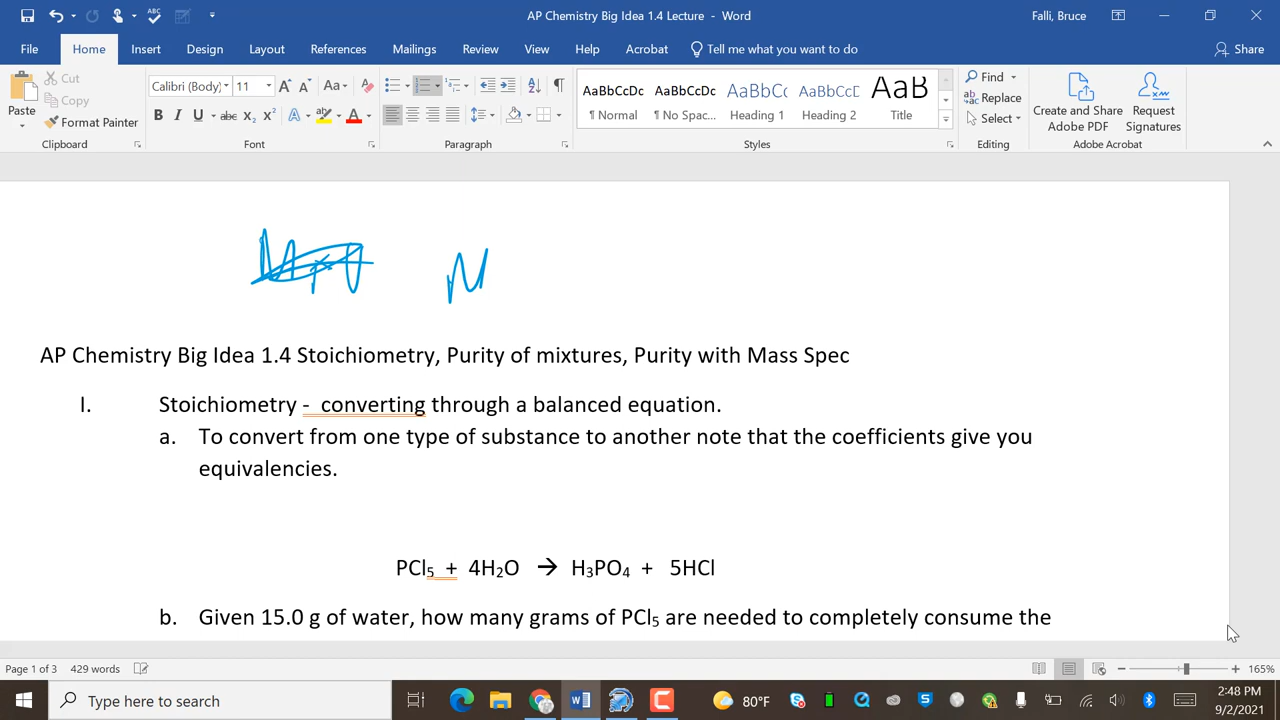 AP Chemistry Big Idea 1.4 Lecture - Word
Falli, Bruce
File Home Insert Design Layout References Mailings Review View Help Acrobat Tell me what you want to do Share
Paste
Cut
Copy
Format Painter
Clipboard
Calibri (Body) 11
Font
Paragraph
AaBbCcDc AaBbCcDc AaBbCc AaBbCcD AaB
¶ Normal ¶ No Spac... Heading 1 Heading 2 Title
Styles
Find
Replace
Select
Editing
Create and Share Adobe PDF
Request Signatures
Adobe Acrobat
AP Chemistry Big Idea 1.4 Stoichiometry, Purity of mixtures, Purity with Mass Spec
I. Stoichiometry - converting through a balanced equation.
a. To convert from one type of substance to another note that the coefficients give you
equivalencies.
PCl₅ + 4H₂O → H₃PO₄ + 5HCl
b. Given 15.0 g of water, how many grams of PCl₅ are needed to completely consume the
Page 1 of 3 429 words 165%
Type here to search
80°F
2:48 PM
9/2/2021